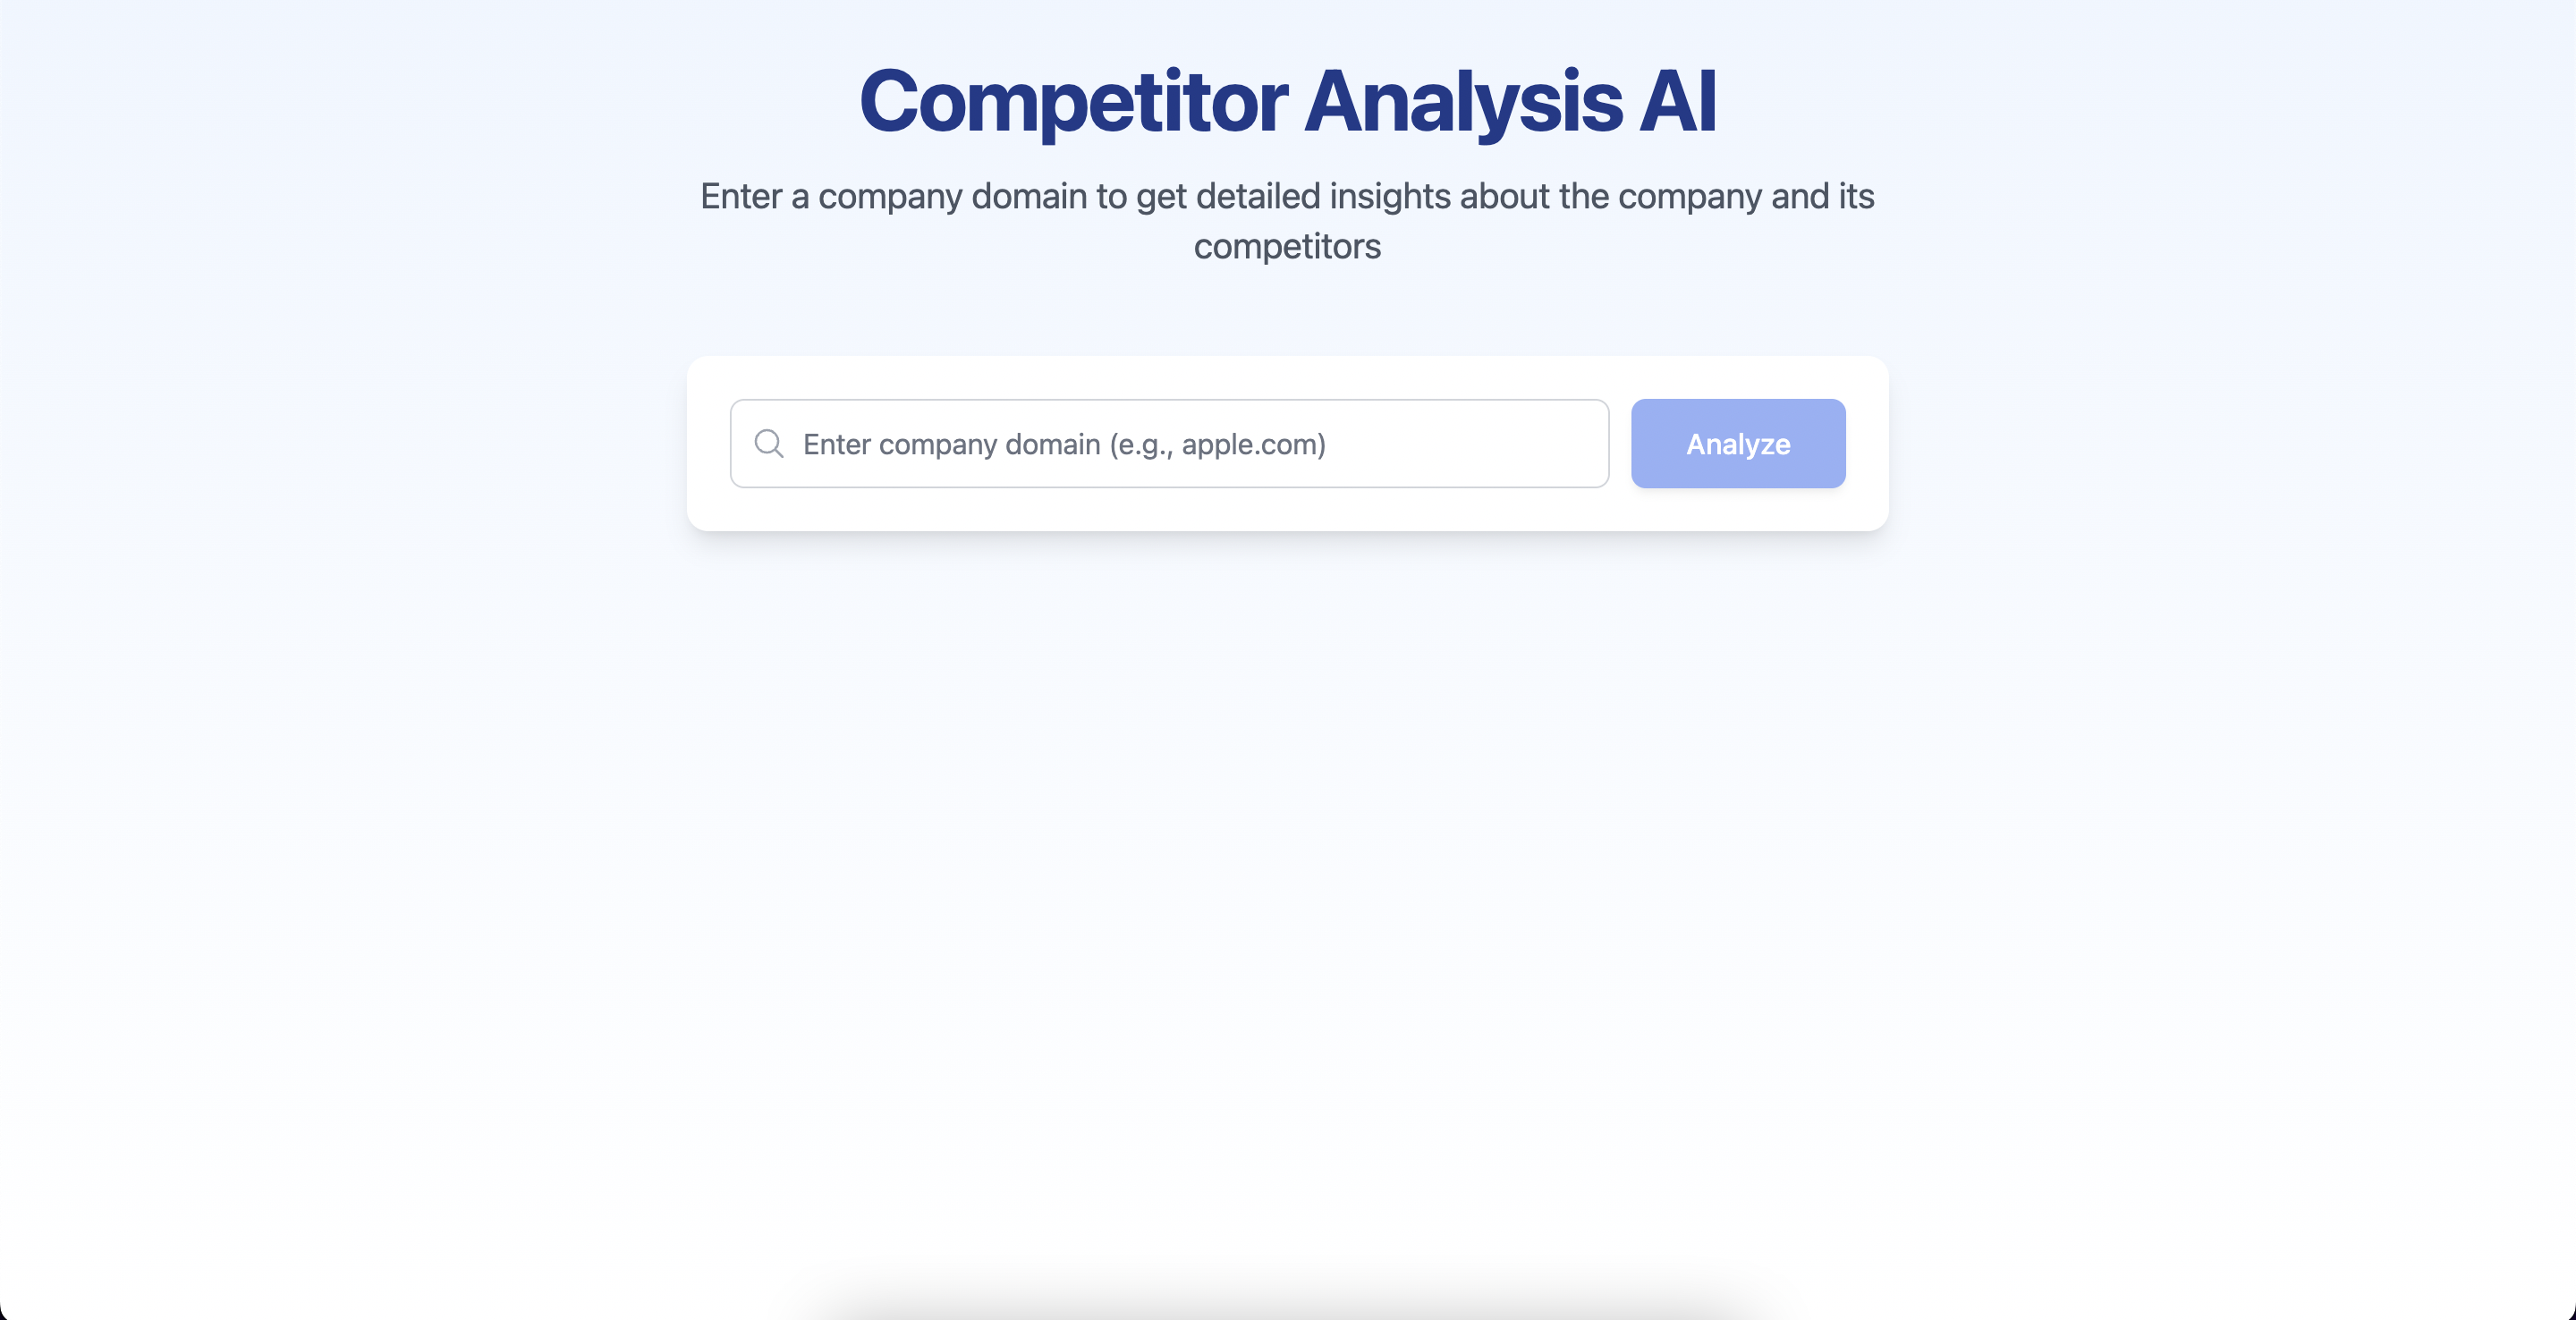 Competitor Analysis AI
Enter a company domain to get detailed insights about the company and its
competitors
Enter company domain (e.g., apple.com)
Analyze